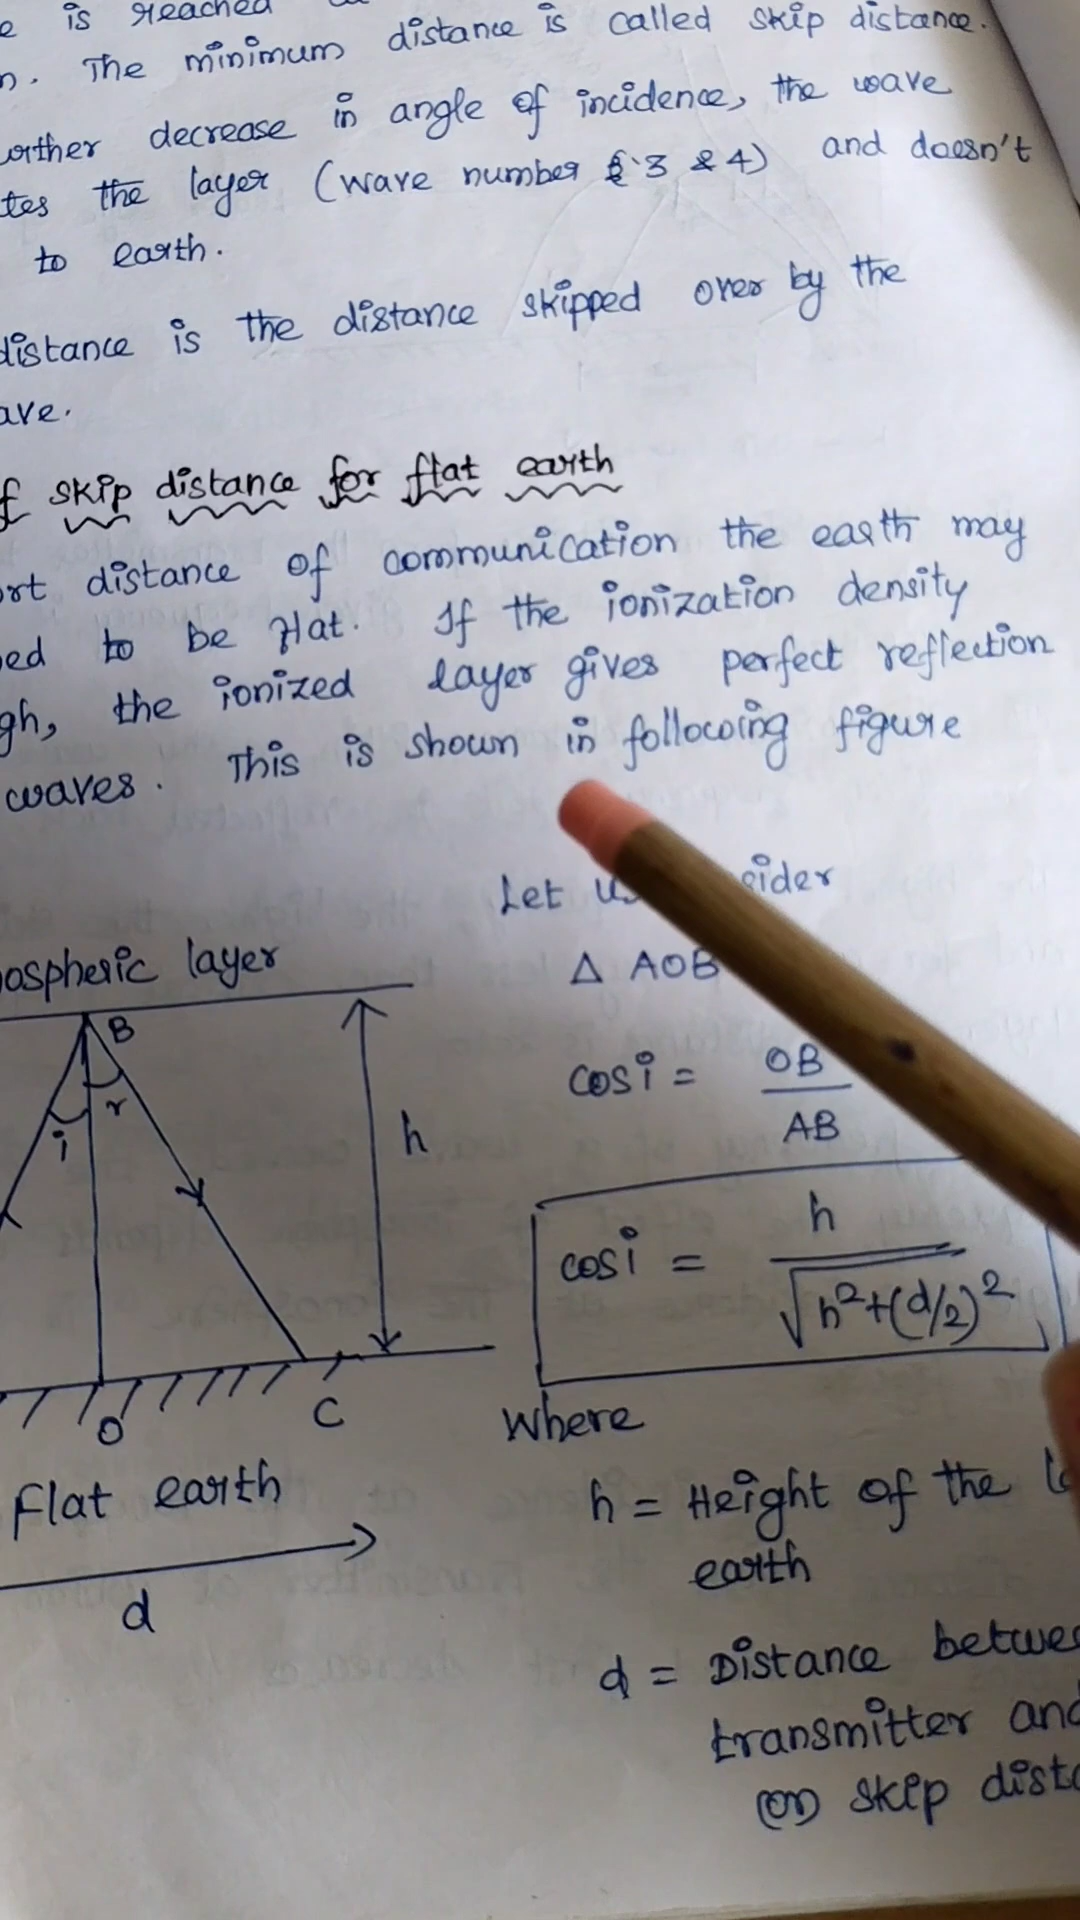 is reached
The minimum distance is called skip distance.
decrease in angle of incidence, the wave
the layer (wave number 3 & 4) and doesn't
to earth.
distance is the distance skipped over by the
skip distance for flat earth
distance of communication the earth may
to be flat. If the ionization density
the ionized layer gives perfect reflection
waves. This is shown in following figure
Let
layer
Δ AOB
B
cos i = OB / AB
r
i
h
cos i = h / √h²+(d/2)²
O
C
Where
Flat earth
h = Height of the
earth
d
d = Distance
transmitter
(or) skip